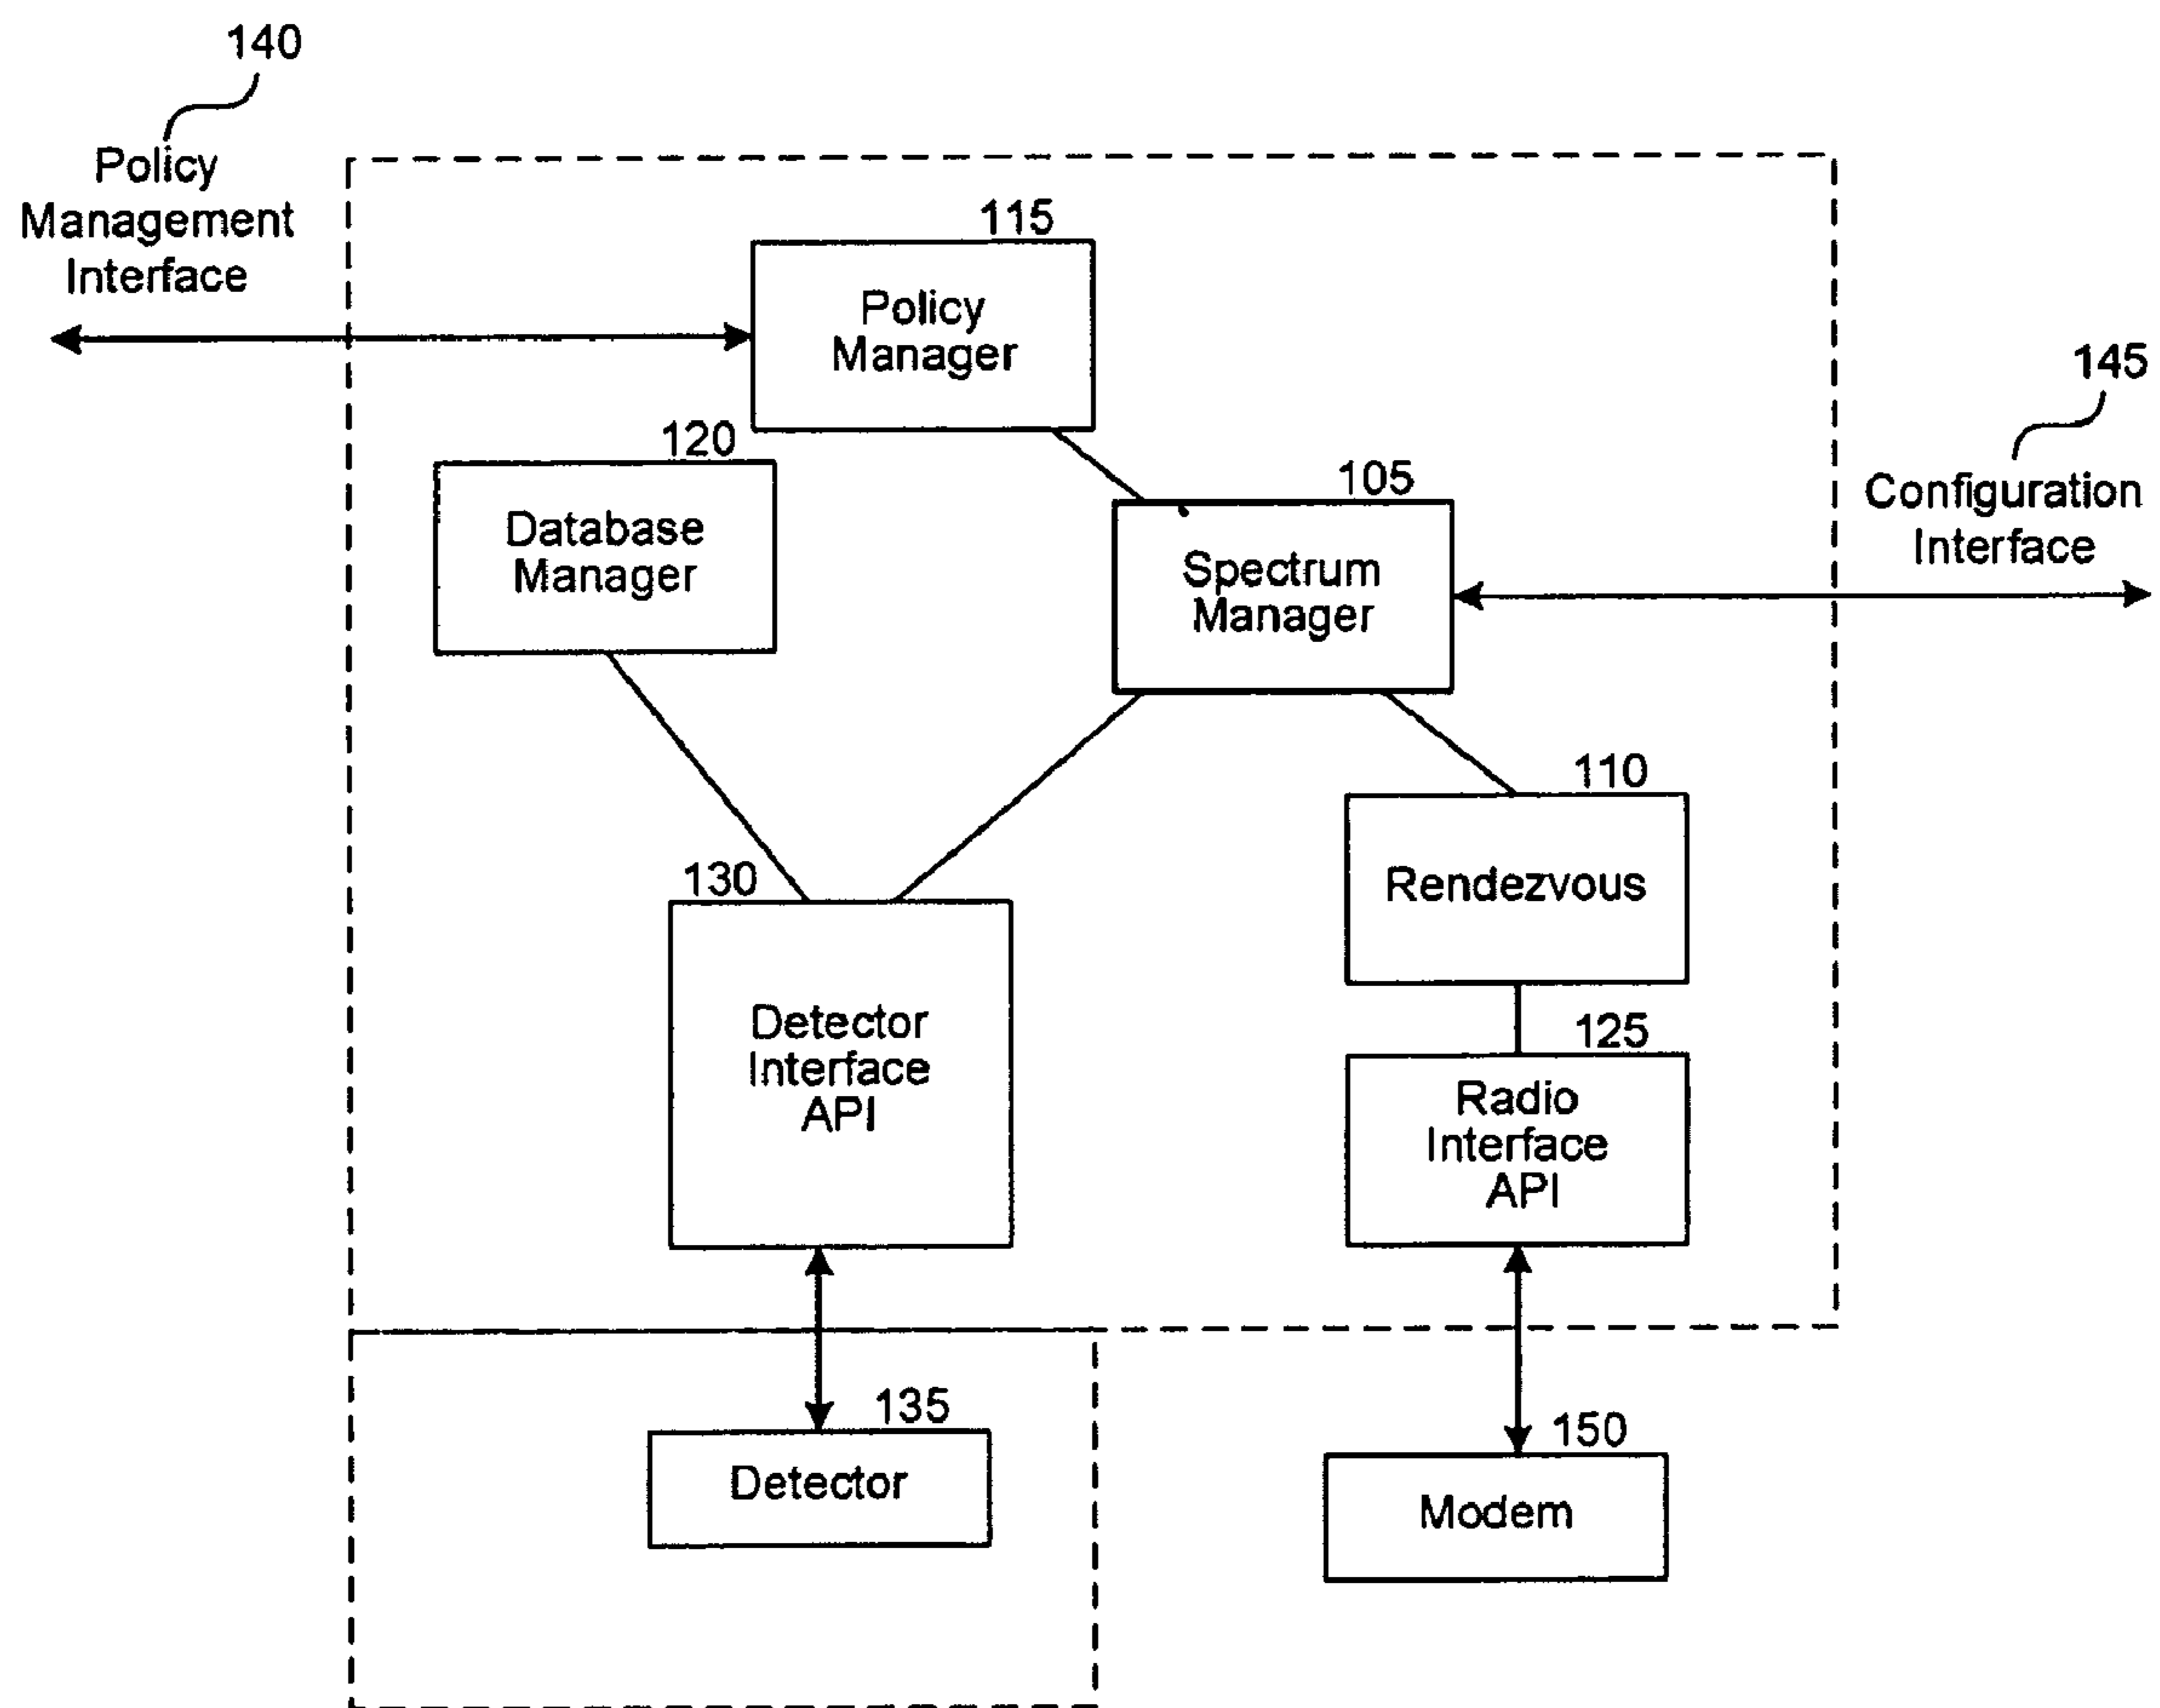 140
Policy
Management
Interface
115
Policy
Manager
145
Configuration
Interface
120
Database
Manager
105
Spectrum
Manager
110
Rendezvous
130
Detector
Interface
API
125
Radio
Interface
API
135
Detector
150
Modem